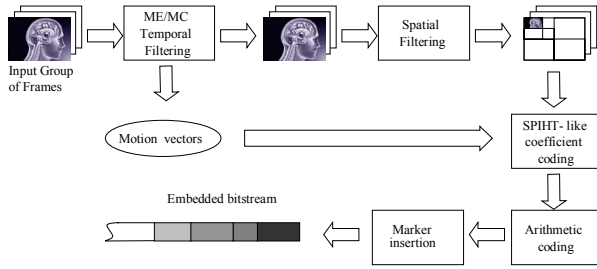 ME/MC
Temporal
Filtering
Spatial
Filtering
Input Group
of Frames
Motion vectors
SPIHT- like
coefficient
coding
Embedded bitstream
Marker
insertion
Arithmetic
coding